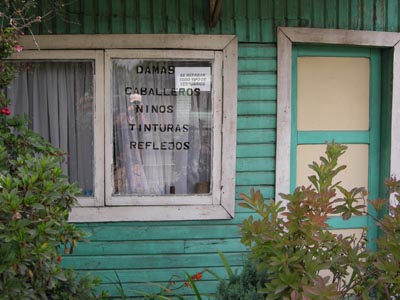 DAMAS
CABALLEROS
NINOS
TINTURAS
REFLEJOS